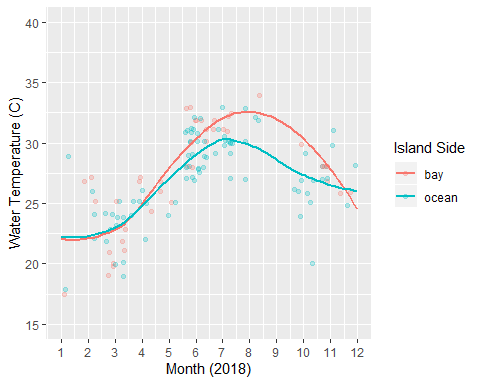 40
35
30
25
20
15
Water Temperature (C)
1 2 3 4 5 6 7 8 9 10 11 12
Month (2018)
Island Side
bay
ocean